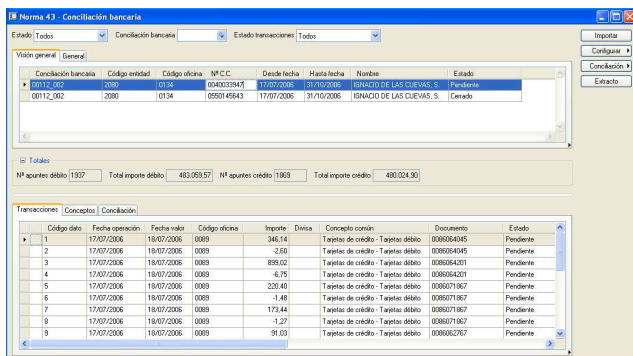 Norma 43 - Conciliación bancaria
Estado Todos Conciliación bancaria Estado transacciones Todos Importar
Configurar
Visión general General Conciliación
Conciliación bancaria Código entidad Código oficina Nº C.C. Desde fecha Hasta fecha Nombre Estado Extracto
00112_002 2080 0134 0040033947 17/07/2006 31/10/2006 IGNACIO DE LAS CUEVAS, S. Pendiente
00112_002 2080 0134 0550145643 17/07/2006 31/10/2006 IGNACIO DE LAS CUEVAS, S. Cerrado
Totales
Nº apuntes débito 1937 Total importe débito 483.059,57 Nº apuntes crédito 1869 Total importe crédito 480.024,90
Transacciones Conceptos Conciliación
Código dato Fecha operación Fecha valor Código oficina Importe Divisa Concepto común Documento Estado
1 17/07/2006 18/07/2006 0089 346,14 Tarjetas de crédito - Tarjetas débito 0086064045 Pendiente
2 17/07/2006 18/07/2006 0089 -2,60 Tarjetas de crédito - Tarjetas débito 0086064045 Pendiente
3 17/07/2006 18/07/2006 0089 899,02 Tarjetas de crédito - Tarjetas débito 0086064201 Pendiente
4 17/07/2006 18/07/2006 0089 -6,75 Tarjetas de crédito - Tarjetas débito 0086064201 Pendiente
5 17/07/2006 18/07/2006 0089 220,40 Tarjetas de crédito - Tarjetas débito 0086071867 Pendiente
6 17/07/2006 18/07/2006 0089 -1,48 Tarjetas de crédito - Tarjetas débito 0086071867 Pendiente
7 17/07/2006 18/07/2006 0089 173,44 Tarjetas de crédito - Tarjetas débito 0086071867 Pendiente
8 17/07/2006 18/07/2006 0089 -1,27 Tarjetas de crédito - Tarjetas débito 0086071867 Pendiente
9 17/07/2006 18/07/2006 0089 91,03 Tarjetas de crédito - Tarjetas débito 0086062767 Pendiente